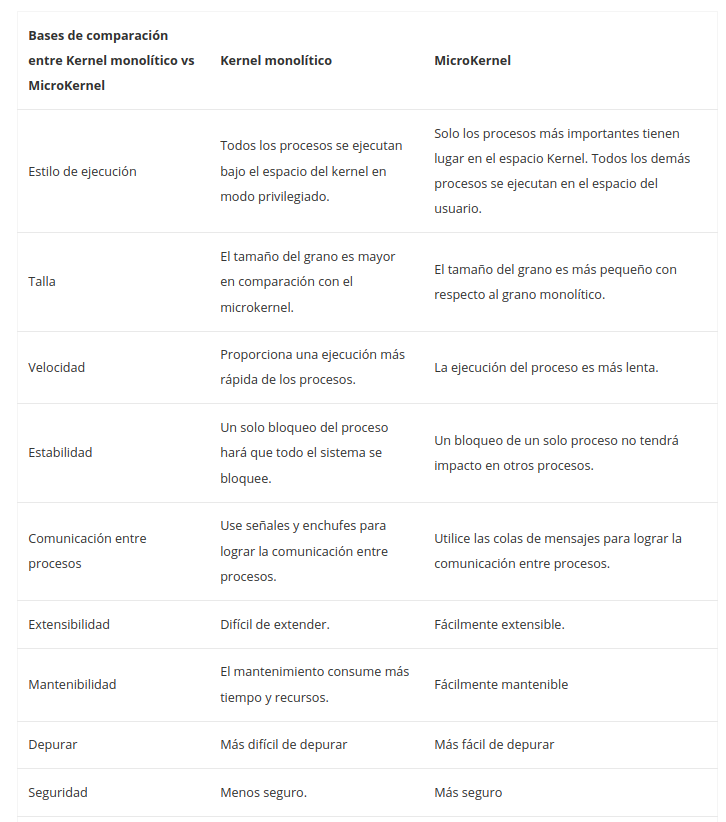 Bases de comparación
entre Kernel monolítico vs
MicroKernel
Kernel monolítico
MicroKernel
Estilo de ejecución
Todos los procesos se ejecutan
bajo el espacio del kernel en
modo privilegiado.
Solo los procesos más importantes tienen
lugar en el espacio Kernel. Todos los demás
procesos se ejecutan en el espacio del
usuario.
Talla
El tamaño del grano es mayor
en comparación con el
microkernel.
El tamaño del grano es más pequeño con
respecto al grano monolítico.
Velocidad
Proporciona una ejecución más
rápida de los procesos.
La ejecución del proceso es más lenta.
Estabilidad
Un solo bloqueo del proceso
hará que todo el sistema se
bloquee.
Un bloqueo de un solo proceso no tendrá
impacto en otros procesos.
Comunicación entre
procesos
Use señales y enchufes para
lograr la comunicación entre
procesos.
Utilice las colas de mensajes para lograr la
comunicación entre procesos.
Extensibilidad
Difícil de extender.
Fácilmente extensible.
Mantenibilidad
El mantenimiento consume más
tiempo y recursos.
Fácilmente mantenible
Depurar
Más difícil de depurar
Más fácil de depurar
Seguridad
Menos seguro.
Más seguro